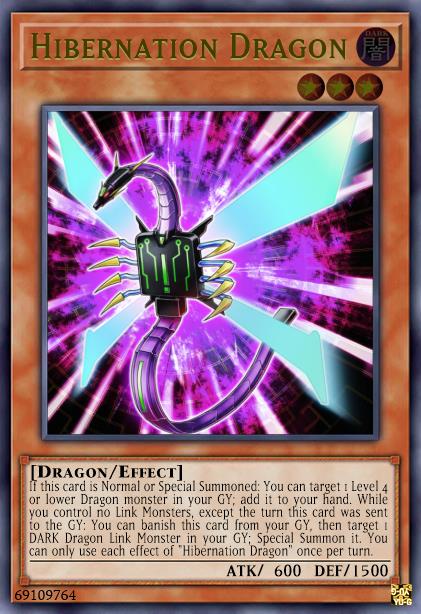 HIBERNATION DRAGON
DARK
闇
[DRAGON/EFFECT]
If this card is Normal or Special Summoned: You can target 1 Level 4
or lower Dragon monster in your GY; add it to your hand. While
you control no Link Monsters, except the turn this card was sent
to the GY: You can banish this card from your GY, then target 1
DARK Dragon Link Monster in your GY; Special Summon it. You
can only use each effect of "Hibernation Dragon" once per turn.
ATK/ 600 DEF/1500
69109764